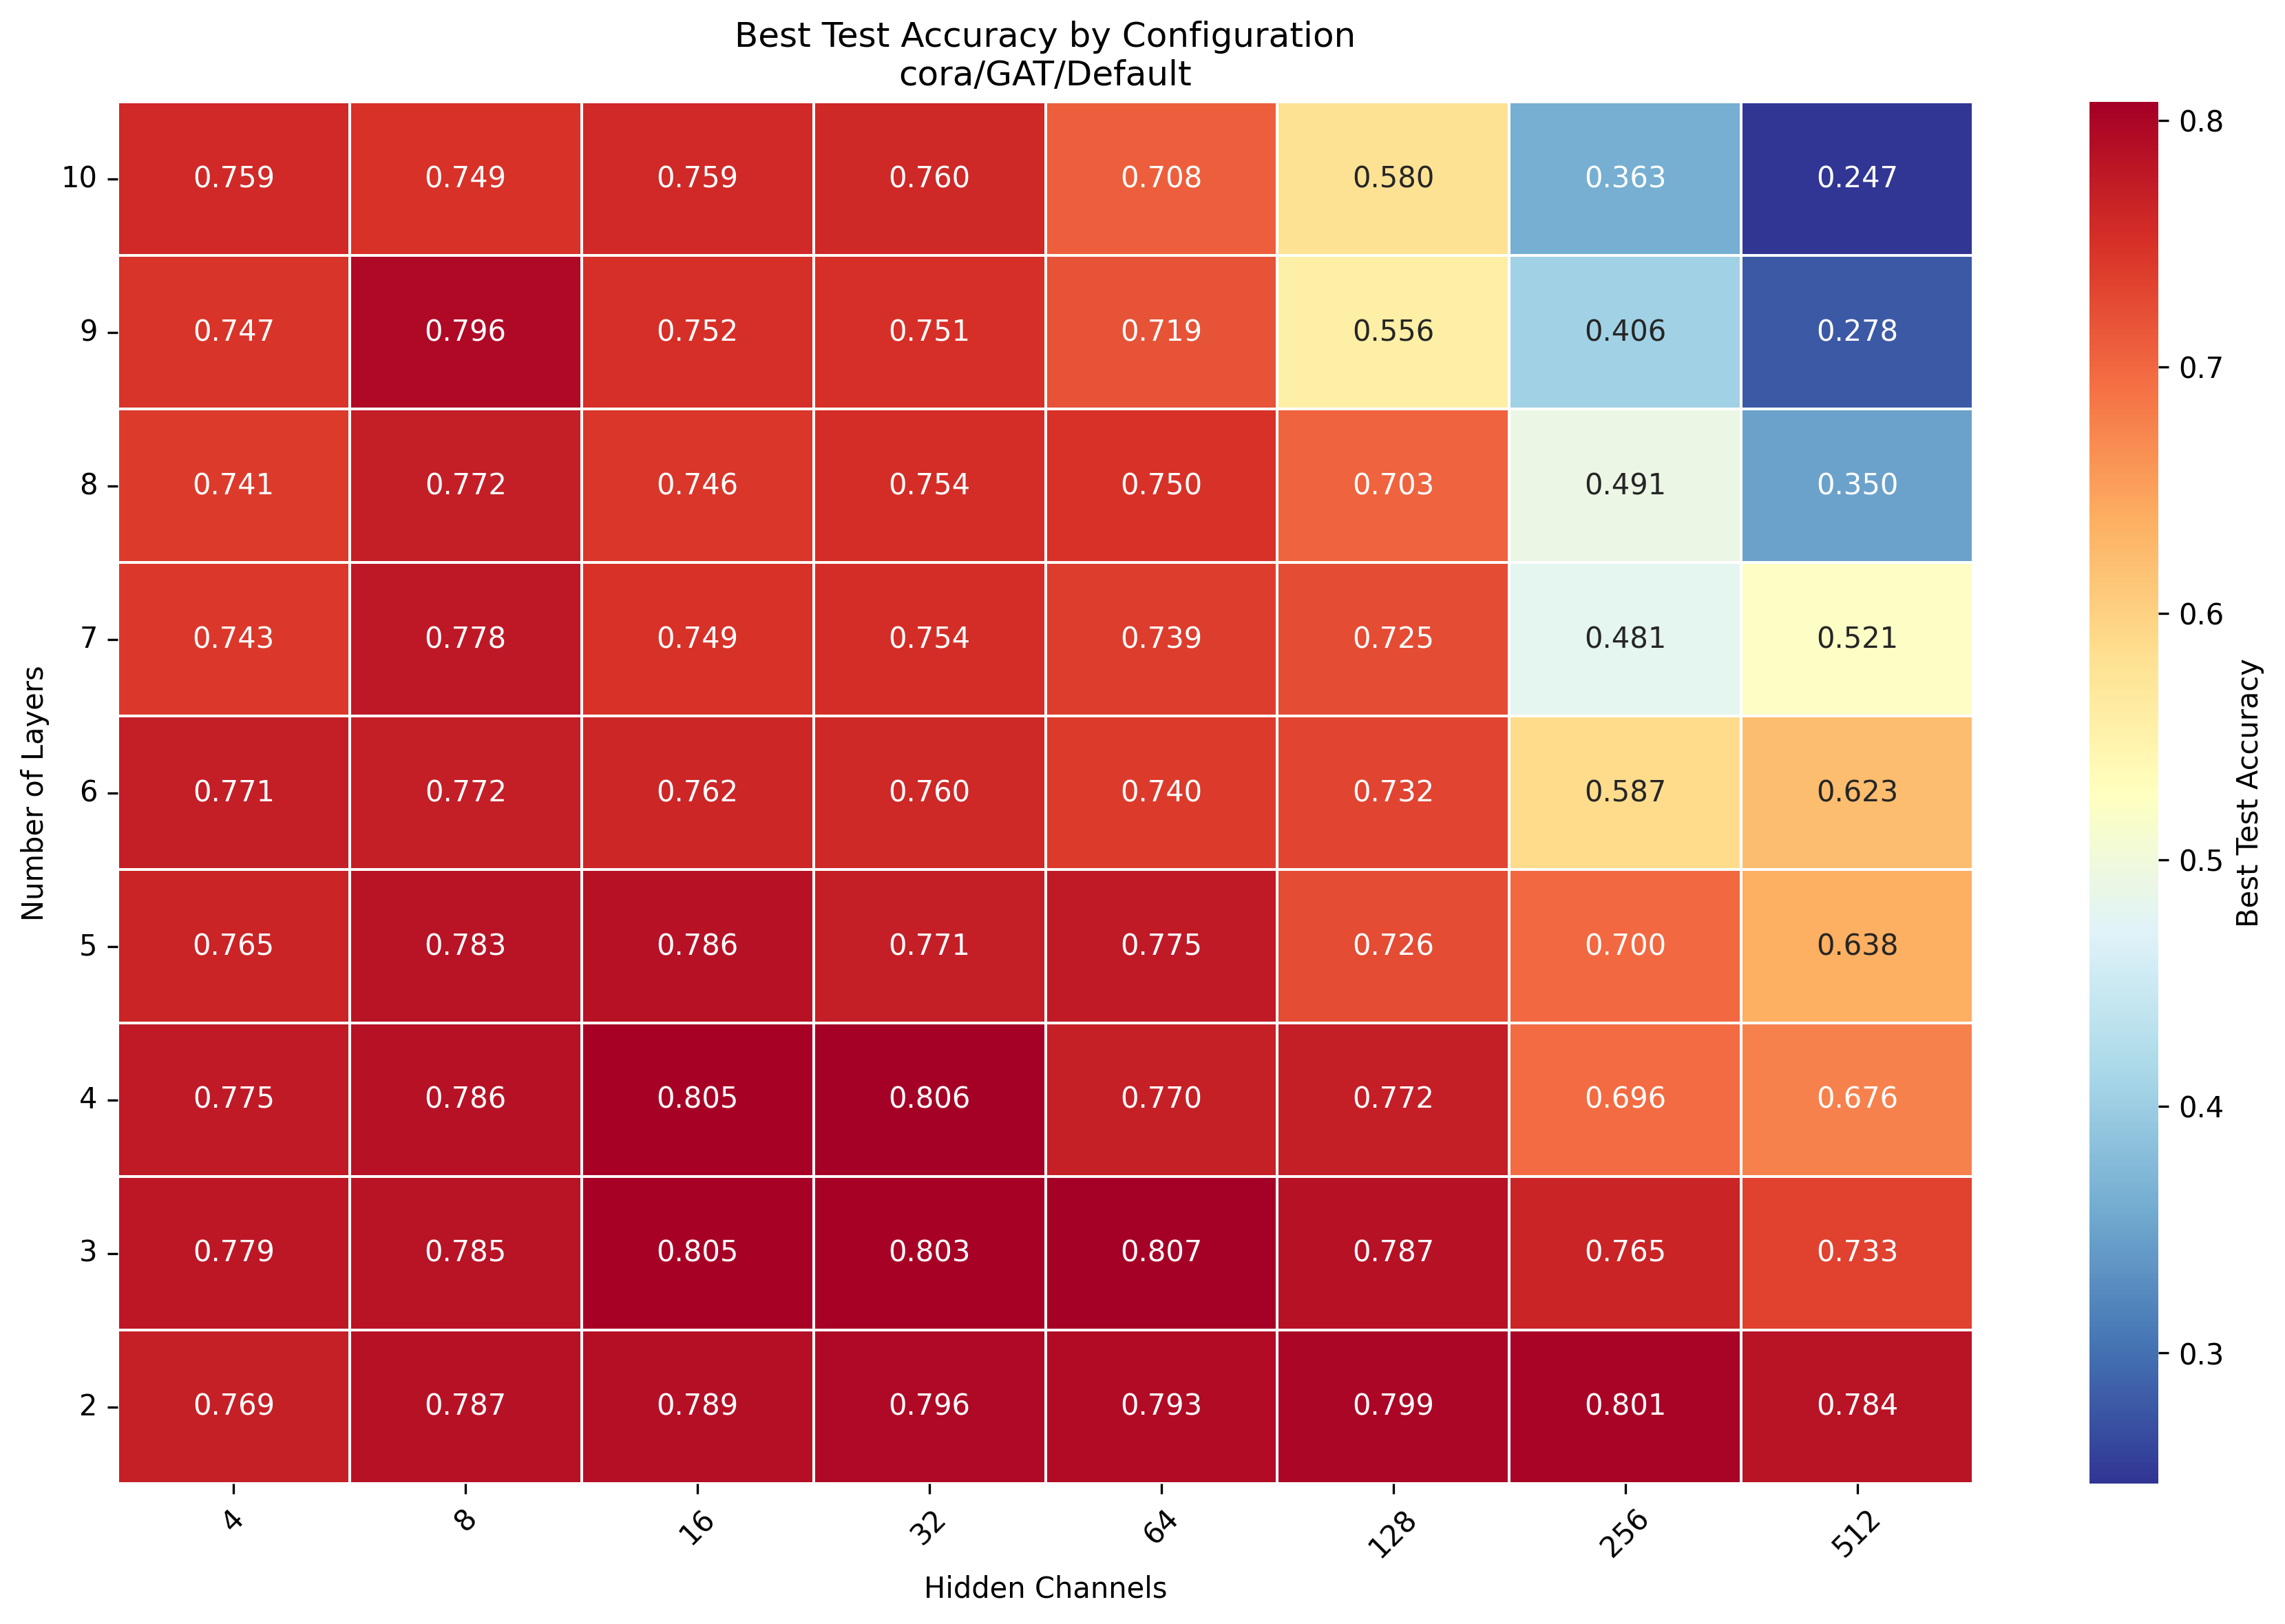 Best Test Accuracy by Configuration
cora/GAT/Default
10 0.759 0.749 0.759 0.760 0.708 0.580 0.363 0.247
9 0.747 0.796 0.752 0.751 0.719 0.556 0.406 0.278
8 0.741 0.772 0.746 0.754 0.750 0.703 0.491 0.350
7 0.743 0.778 0.749 0.754 0.739 0.725 0.481 0.521
6 0.771 0.772 0.762 0.760 0.740 0.732 0.587 0.623
5 0.765 0.783 0.786 0.771 0.775 0.726 0.700 0.638
4 0.775 0.786 0.805 0.806 0.770 0.772 0.696 0.676
3 0.779 0.785 0.805 0.803 0.807 0.787 0.765 0.733
2 0.769 0.787 0.789 0.796 0.793 0.799 0.801 0.784
4 8 16 32 64 128 256 512
Hidden Channels
Number of Layers
0.8
0.7
0.6
0.5
0.4
0.3
Best Test Accuracy